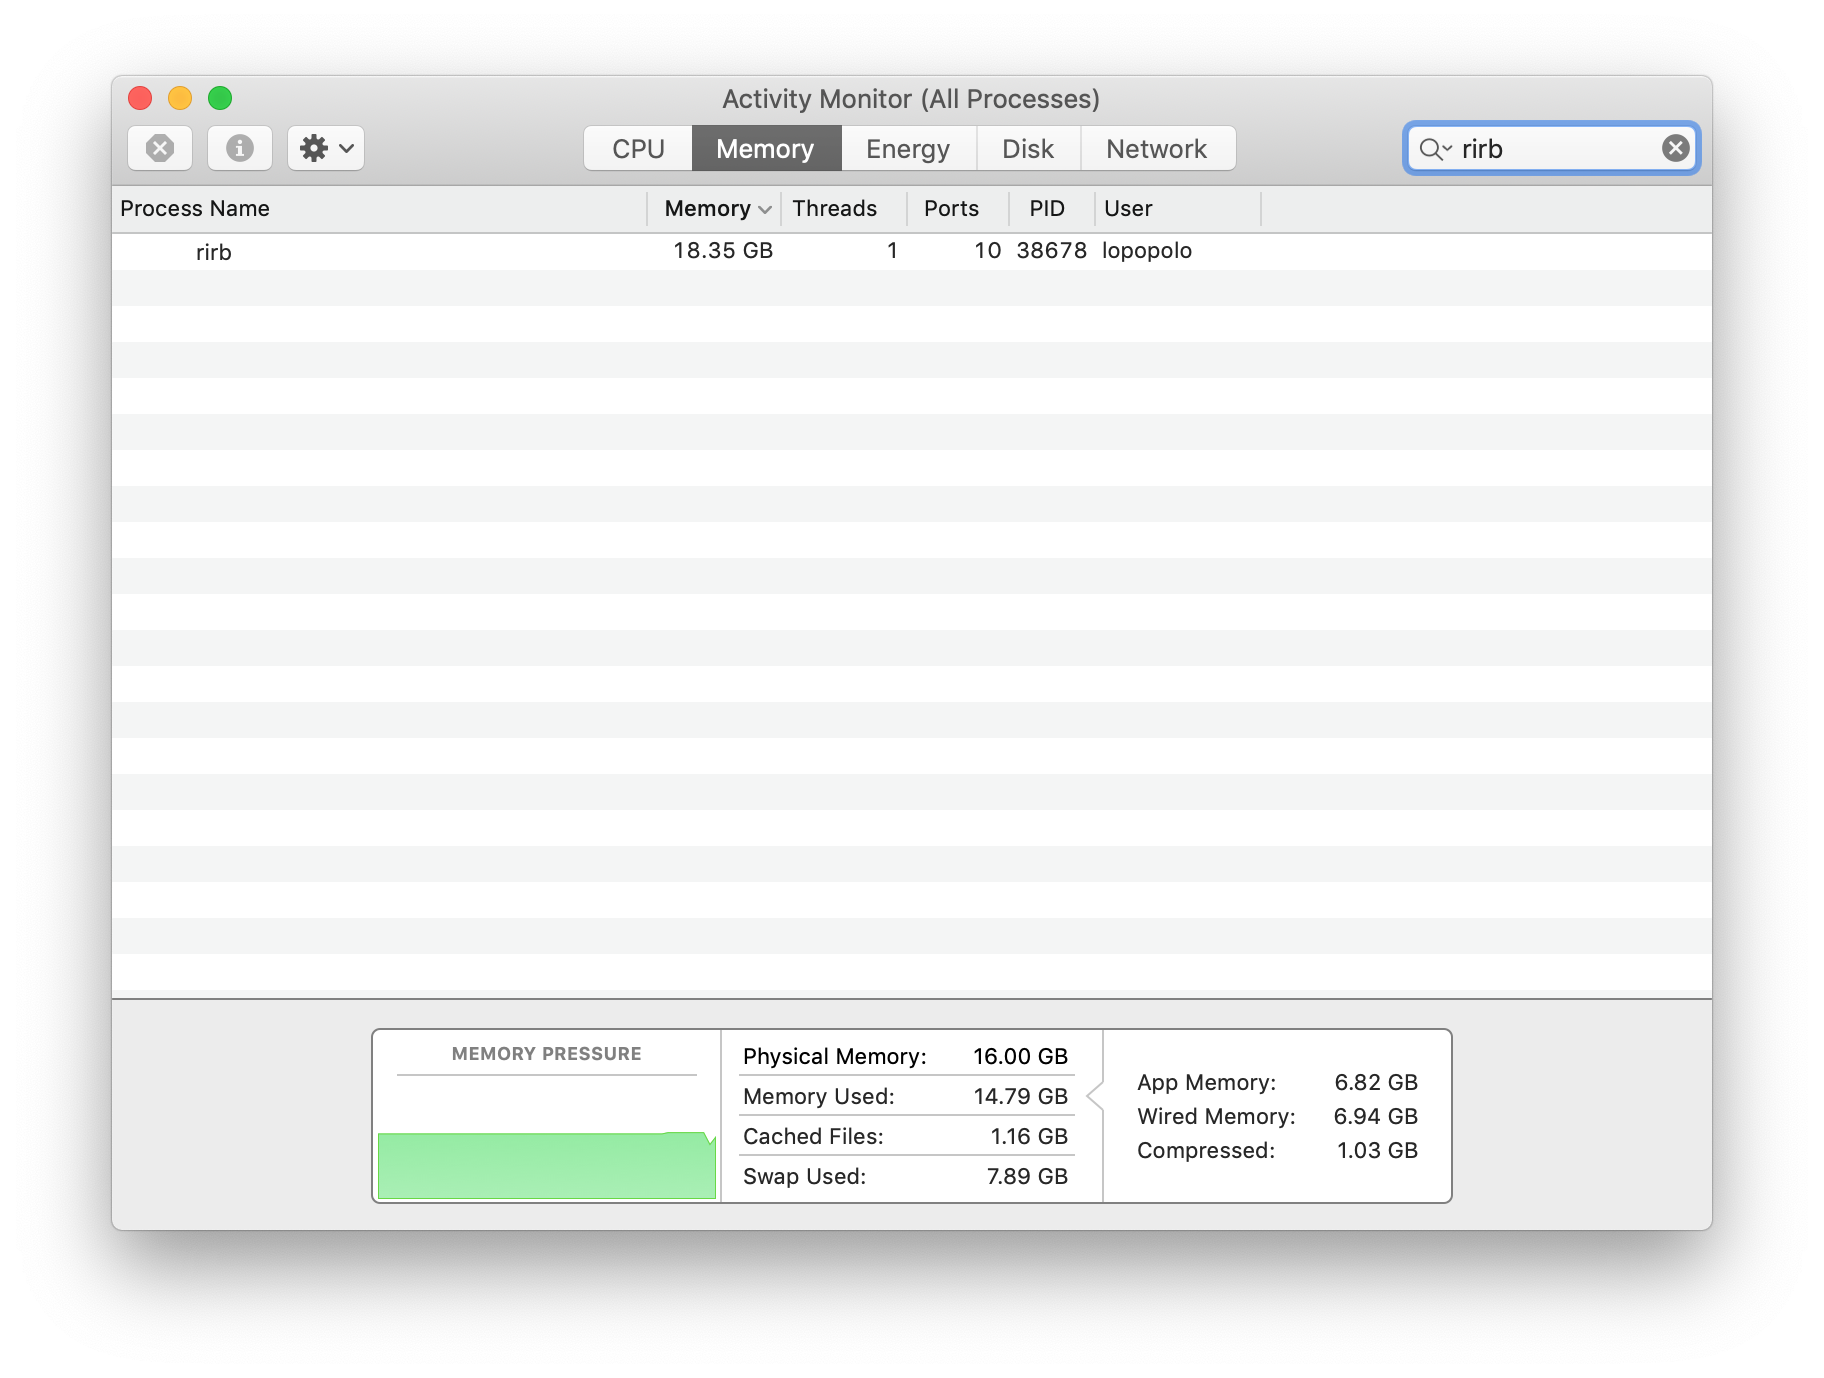 Activity Monitor (All Processes)
CPU Memory Energy Disk Network rirb
Process Name Memory Threads Ports PID User
rirb 18.35 GB 1 10 38678 lopopolo
MEMORY PRESSURE
Physical Memory: 16.00 GB
Memory Used: 14.79 GB
Cached Files: 1.16 GB
Swap Used: 7.89 GB
App Memory: 6.82 GB
Wired Memory: 6.94 GB
Compressed: 1.03 GB